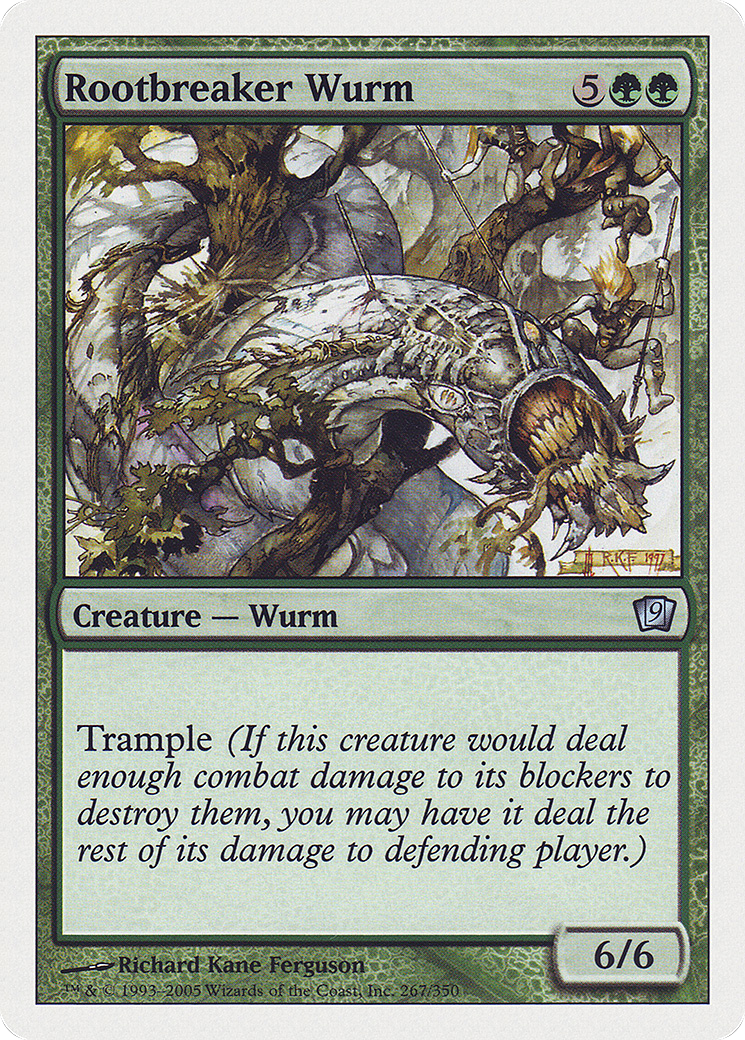 Rootbreaker Wurm 5
R.K.F 1997
Creature — Wurm 9
Trample (If this creature would deal
enough combat damage to its blockers to
destroy them, you may have it deal the
rest of its damage to defending player.)
6/6
Richard Kane Ferguson
™ & © 1993–2005 Wizards of the Coast, Inc. 267/350